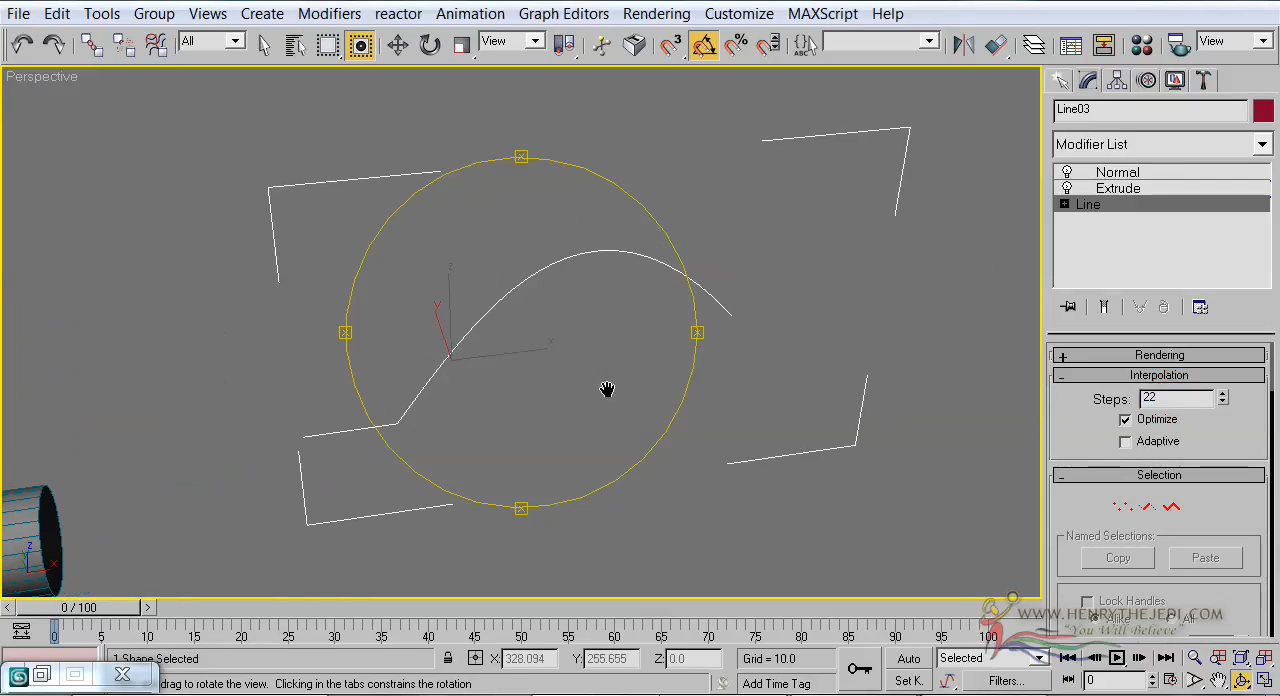 File Edit Tools Group Views Create Modifiers reactor Animation Graph Editors Rendering Customize MAXScript Help
All View 3 % ABC View
Perspective
Line03
Modifier List
Normal
Extrude
Line
z
y
x
+ Rendering
- Interpolation
Steps: 22
Optimize
Adaptive
- Selection
Named Selections:
Copy Paste
Lock Handles
Alike All
z
x
WWW.HENRYTHEJEDI.COM
"You Will Believe"
< 0 / 100 >
0 5 10 15 20 25 30 35 40 45 50 55 60 65 70 75 80 85 90 95 100
1 Shape Selected X: 328.094 Y: 255.655 Z: 0.0 Grid = 10.0 Auto Selected
drag to rotate the view. Clicking in the tabs constrains the rotation Add Time Tag Set K. Filters... 0